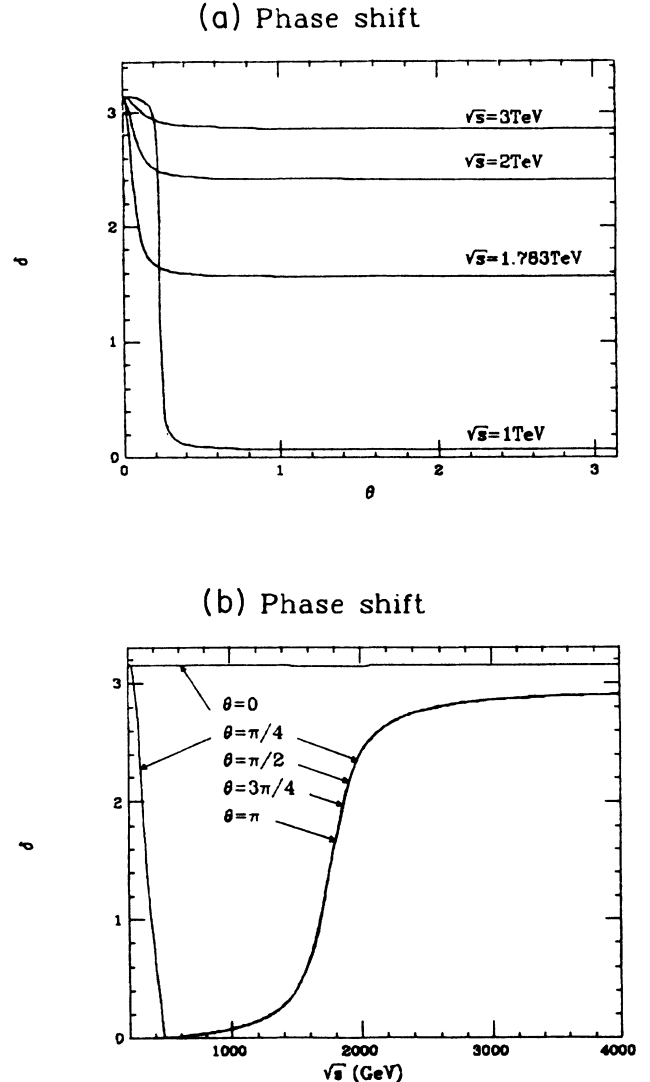 (a) Phase shift
3
2
1
0
δ
√s=3TeV
√s=2TeV
√s=1.783TeV
√s=1TeV
0 1 2 3
θ
(b) Phase shift
3
2
1
0
δ
θ=0
θ=π/4
θ=π/2
θ=3π/4
θ=π
1000 2000 3000 4000
√s (GeV)